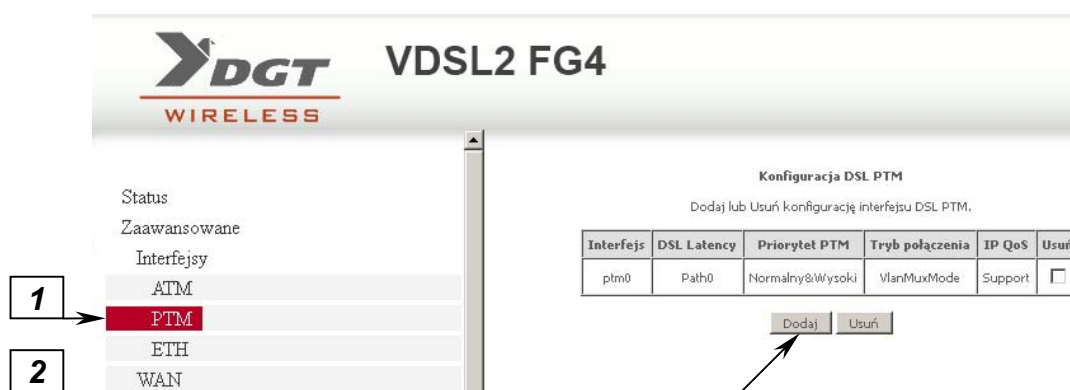 DGT
WIRELESS
VDSL2 FG4
Status
Zaawansowane
Interfejsy
1
ATM
PTM
ETH
2
WAN
Konfiguracja DSL PTM
Dodaj lub Usuń konfigurację interfejsu DSL PTM.
Interfejs DSL Latency Priorytet PTM Tryb połączenia IP QoS Usuń
ptm0 Path0 Normalny&Wysoki VlanMuxMode Support
Dodaj Usuń